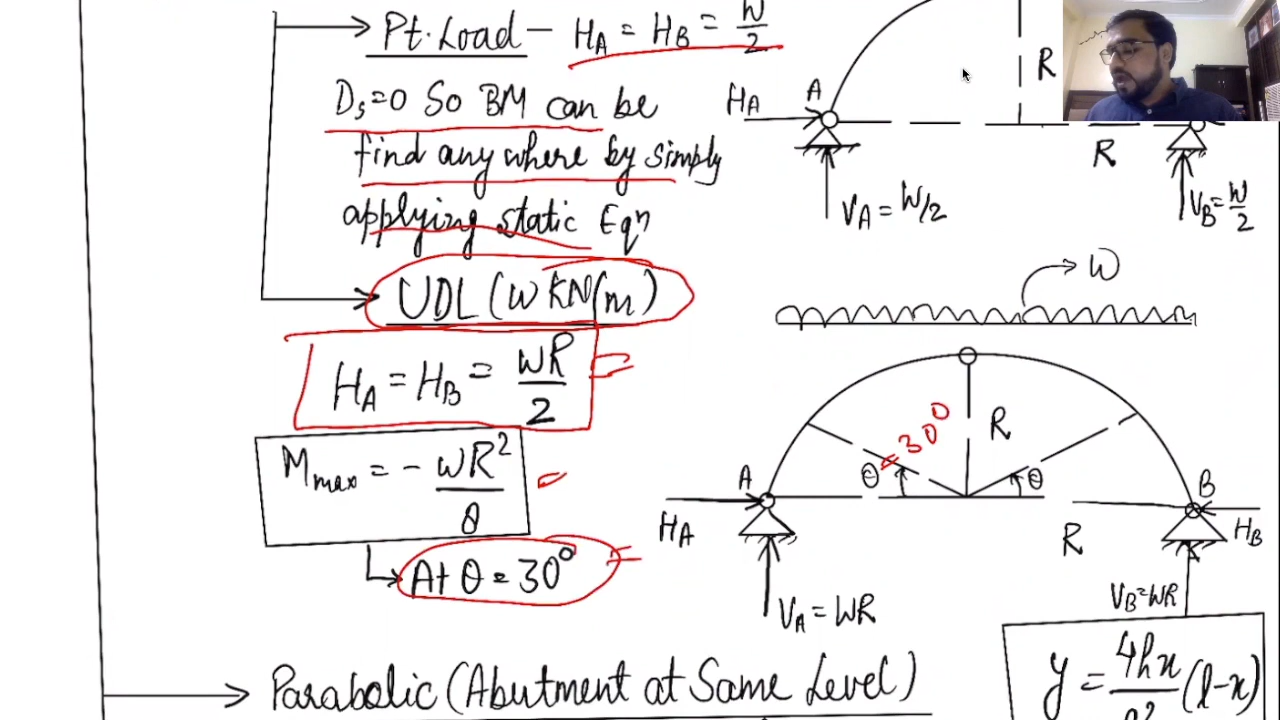 Pt. Load - HA = HB = W/2
Ds=0 So BM can be
find any where by simply
applying static Eqn
UDL (W KN/m)
HA = HB = WR/2
Mmax = - WR²/θ
At θ = 30°
Parabolic (Abutment at Same Level)
R
HA
A
R
VA = W/2
VB = W/2
W
30°
R
θ
θ
A
B
HA
R
HB
VA = WR
VB = WR
y = 4hx/l² (l-x)